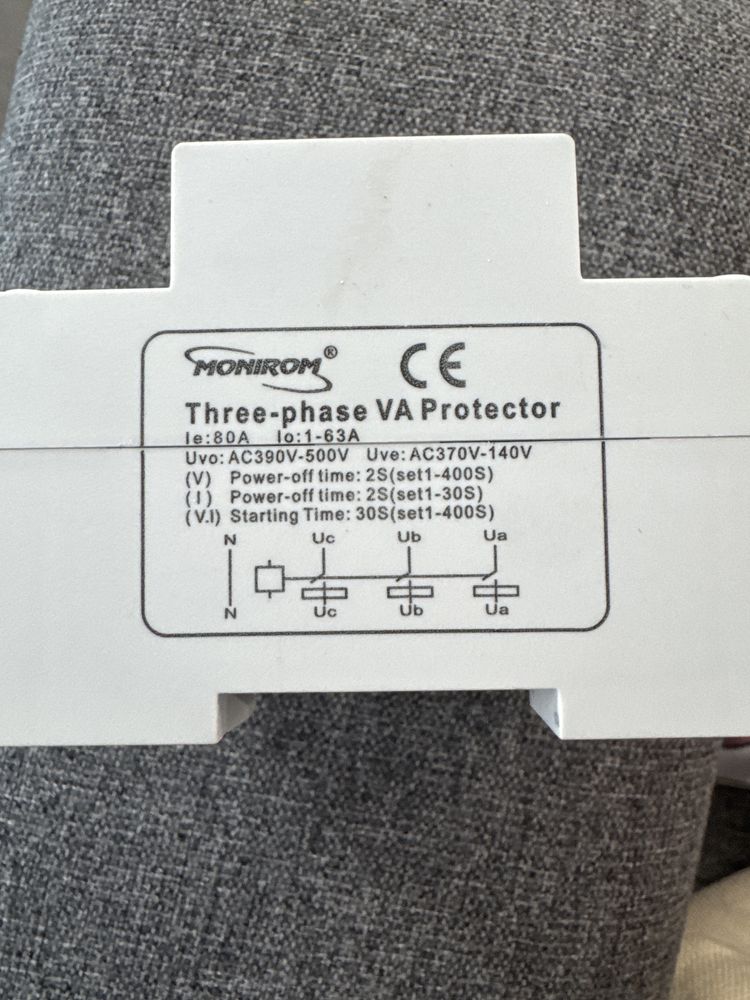 MONIROM® CE
Three-phase VA Protector
Ie:80A Io:1-63A
Uvo: AC390V-500V Uve: AC370V-140V
(V) Power-off time: 2S(set1-400S)
(I) Power-off time: 2S(set1-30S)
(V.I) Starting Time: 30S(set1-400S)
N Uc Ub Ua
N Uc Ub Ua